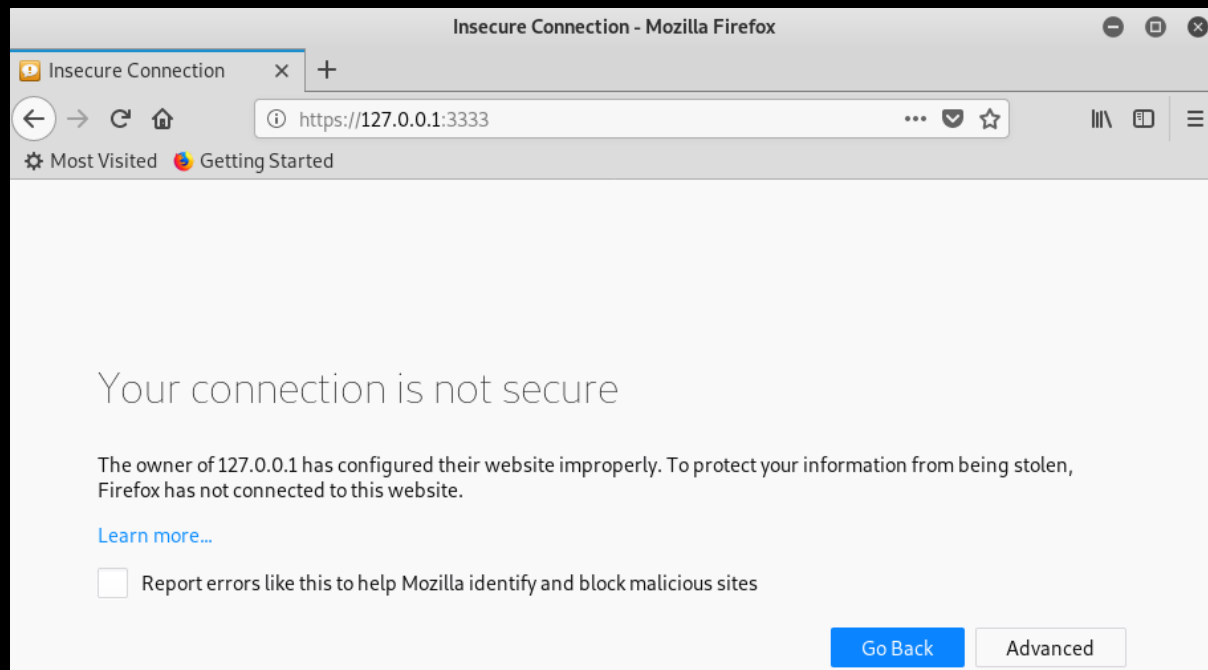 Insecure Connection - Mozilla Firefox
Insecure Connection
https://127.0.0.1:3333
Most Visited Getting Started
Your connection is not secure
The owner of 127.0.0.1 has configured their website improperly. To protect your information from being stolen,
Firefox has not connected to this website.
Learn more...
Report errors like this to help Mozilla identify and block malicious sites
Go Back Advanced